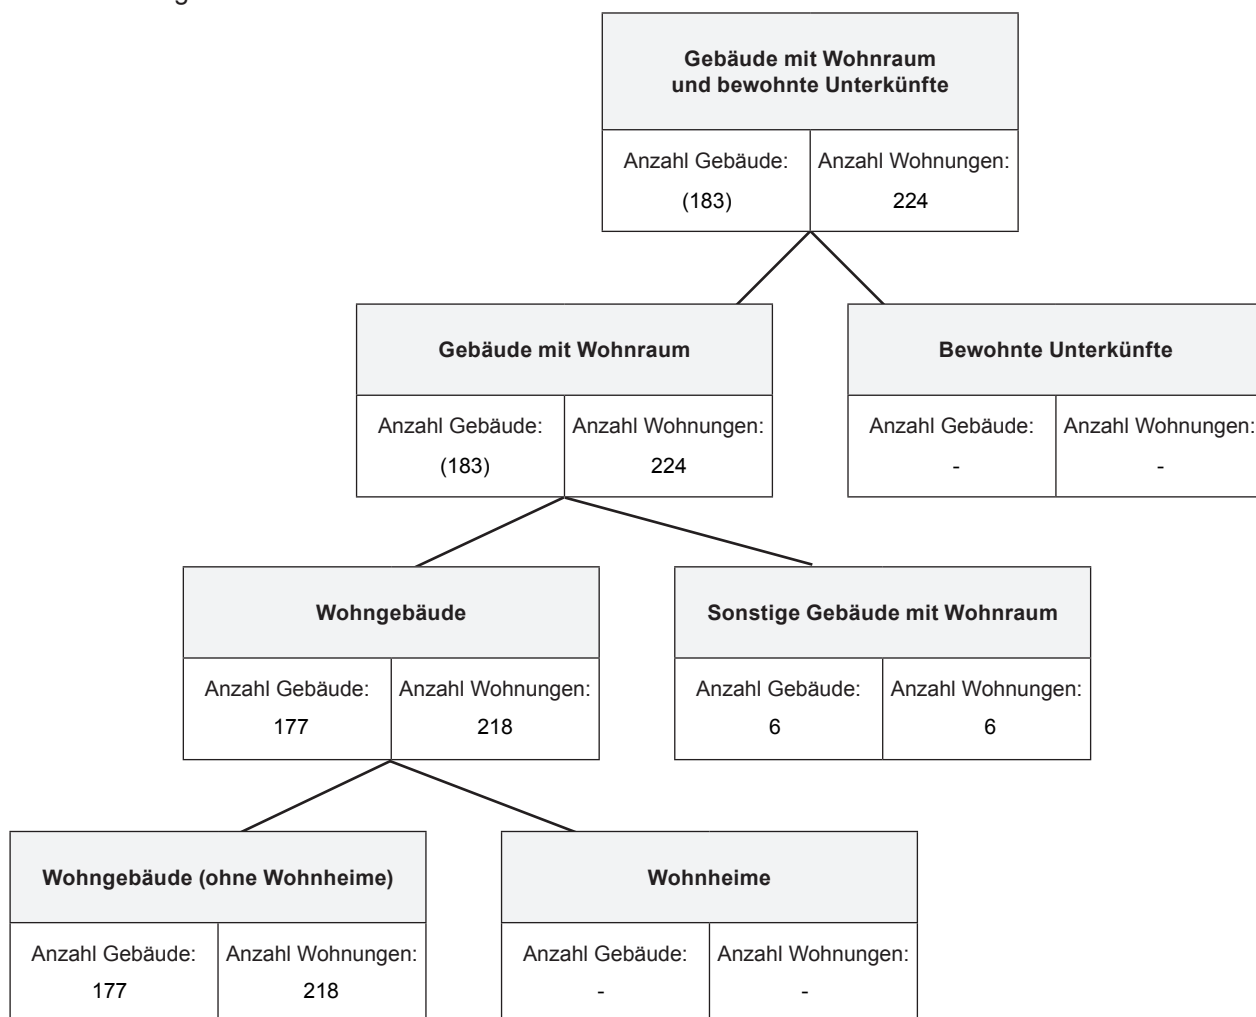 Gebäude mit Wohnraum
und bewohnte Unterkünfte
Anzahl Gebäude: Anzahl Wohnungen:
(183) 224
Gebäude mit Wohnraum
Anzahl Gebäude: Anzahl Wohnungen:
(183) 224
Bewohnte Unterkünfte
Anzahl Gebäude: Anzahl Wohnungen:
- -
Wohngebäude
Anzahl Gebäude: Anzahl Wohnungen:
177 218
Sonstige Gebäude mit Wohnraum
Anzahl Gebäude: Anzahl Wohnungen:
6 6
Wohngebäude (ohne Wohnheime)
Anzahl Gebäude: Anzahl Wohnungen:
177 218
Wohnheime
Anzahl Gebäude: Anzahl Wohnungen:
- -